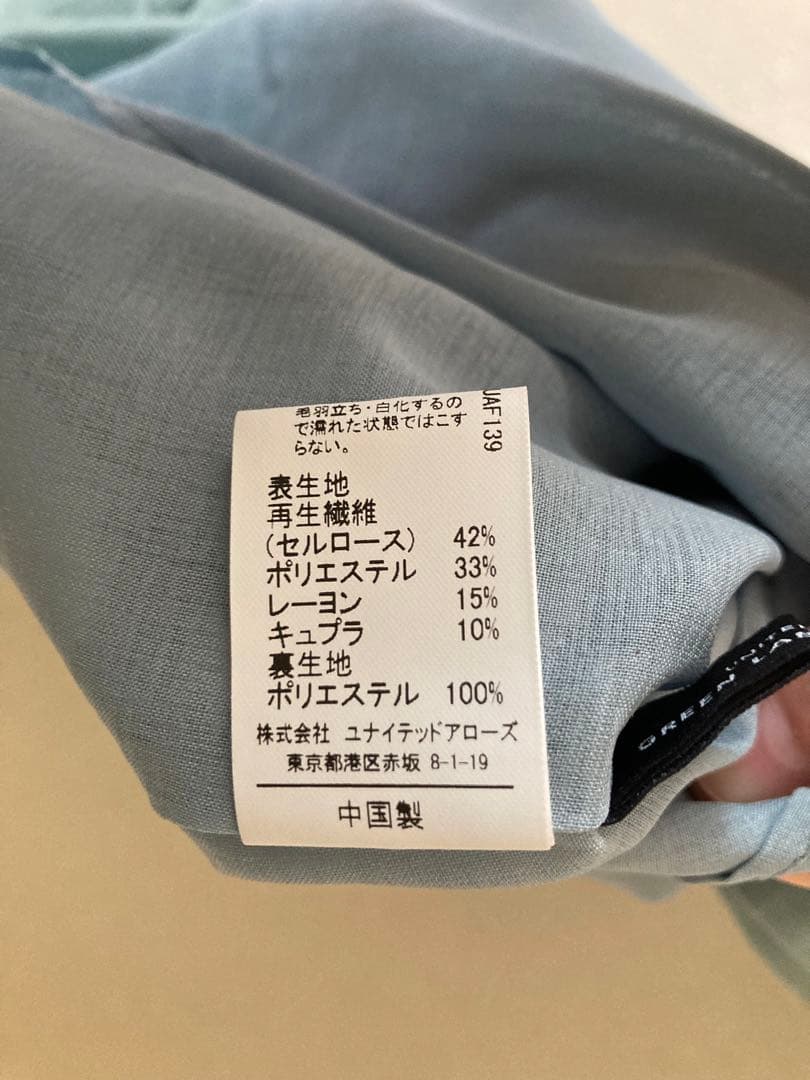 毛羽立ち・白化するの
で濡れた状態ではこす
らない。
表生地
再生繊維
(セルロース) 42%
ポリエステル 33%
レーヨン 15%
キュプラ 10%
裏生地
ポリエステル 100%
株式会社 ユナイテッドアローズ
東京都港区赤坂 8-1-19
中国製
UAF139
GREEN